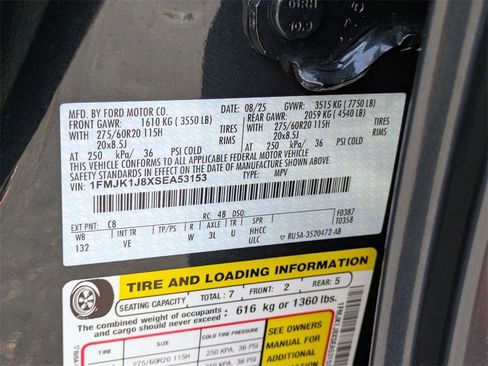 MFD. BY FORD MOTOR CO. 08/25 GVWR: 3515 KG ( 7750 LB)
FRONT GAWR: 1610 KG ( 3550 LB) REAR GAWR: 2059 KG ( 4540 LB)
WITH 275/60R20 115H TIRES WITH 275/60R20 115H TIRES
20x8.5J RIMS 20x8.5J RIMS
AT 250 kPa/ 36 PSI COLD AT 250 kPa/ 36 PSI COLD
THIS VEHICLE CONFORMS TO ALL APPLICABLE FEDERAL MOTOR VEHICLE
SAFETY STANDARDS IN EFFECT ON THE DATE OF MANUFACTURE SHOWN ABOVE.
VIN: 1FMJK1J8XSEA53153 TYPE: MPV
F0387
T0358
EXT PNT: C8 RC: 48 DSO:
WB R AXLE TR SPR
132 VE W 3L U HHCC
ULC ▽ RU5A-3520472-AB
TIRE AND LOADING INFORMATION
SEATING CAPACITY TOTAL: 7 FRONT: 2 REAR: 5
The combined weight of occupants
and cargo should never exceed: 616 kg or 1360 lbs.
SIZE COLD TIRE PRESSURE
275/60R20 115H 250 KPA, 36 PSI
SEE OWNERS
MANUAL FOR
ADDITIONAL